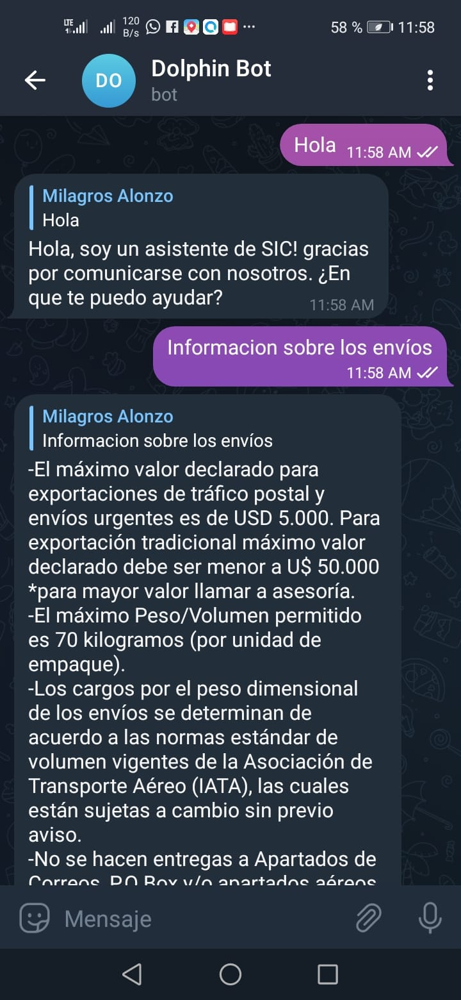 LTE 120 B/s 58 % 11:58
DO
Dolphin Bot
bot
Hola 11:58 AM
Milagros Alonzo
Hola
Hola, soy un asistente de SIC! gracias
por comunicarse con nosotros. ¿En
que te puedo ayudar?
11:58 AM
Informacion sobre los envíos
11:58 AM
Milagros Alonzo
Informacion sobre los envíos
-El máximo valor declarado para
exportaciones de tráfico postal y
envíos urgentes es de USD 5.000. Para
exportación tradicional máximo valor
declarado debe ser menor a U$ 50.000
*para mayor valor llamar a asesoría.
-El máximo Peso/Volumen permitido
es 70 kilogramos (por unidad de
empaque).
-Los cargos por el peso dimensional
de los envíos se determinan de
acuerdo a las normas estándar de
volumen vigentes de la Asociación de
Transporte Aéreo (IATA), las cuales
están sujetas a cambio sin previo
aviso.
-No se hacen entregas a Apartados de
Correos, P.O Box y/o apartados aéreos
Mensaje